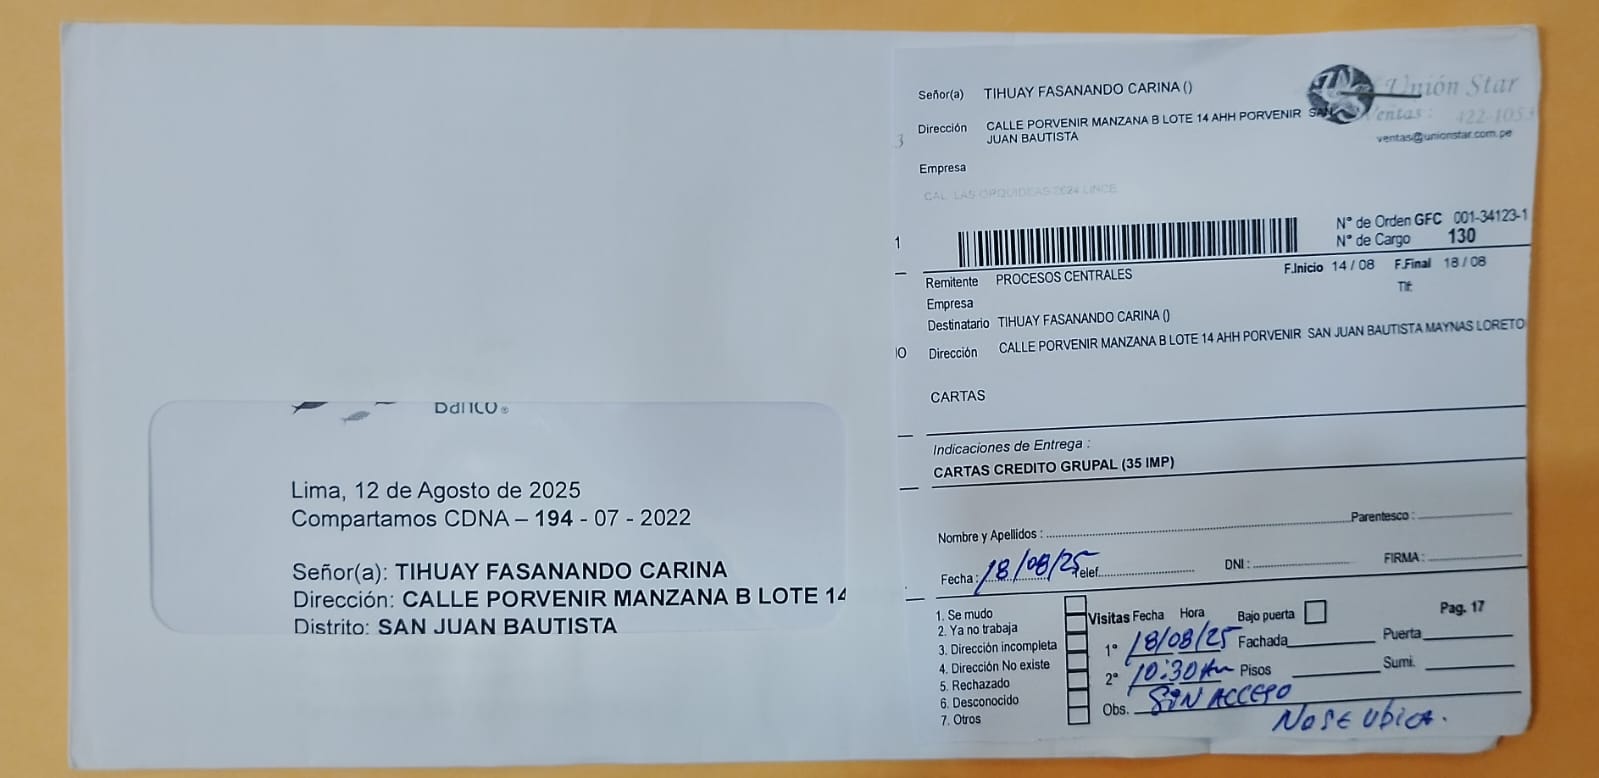 Banco®
Lima, 12 de Agosto de 2025
Compartamos CDNA – 194 - 07 - 2022
Señor(a): TIHUAY FASANANDO CARINA
Dirección: CALLE PORVENIR MANZANA B LOTE 14
Distrito: SAN JUAN BAUTISTA
Unión Star
Ventas: 422-1053
ventas@unionstar.com.pe
Señor(a) TIHUAY FASANANDO CARINA ()
3
Dirección CALLE PORVENIR MANZANA B LOTE 14 AHH PORVENIR SAN
JUAN BAUTISTA
Empresa
CAL. LAS ORQUIDEAS 2624 LINCE
1
N° de Orden GFC 001-34123-1
N° de Cargo 130
Remitente PROCESOS CENTRALES F.Inicio 14 / 08 F.Final 18 / 08
Empresa Tlf.
Destinatario TIHUAY FASANANDO CARINA ()
IO Dirección CALLE PORVENIR MANZANA B LOTE 14 AHH PORVENIR SAN JUAN BAUTISTA MAYNAS LORETO
CARTAS
Indicaciones de Entrega :
CARTAS CREDITO GRUPAL (35 IMP)
Nombre y Apellidos : Parentesco :
Fecha : 18/08/25 Telef. DNI : FIRMA :
1. Se mudo
2. Ya no trabaja
3. Dirección incompleta
4. Dirección No existe
5. Rechazado
6. Desconocido
7. Otros
Visitas Fecha Hora Bajo puerta Pag. 17
1° 18/08/25 Fachada Puerta
2° 10:30 Am Pisos Sumi.
Obs. SIN ACCESO
NO SE UBICA.